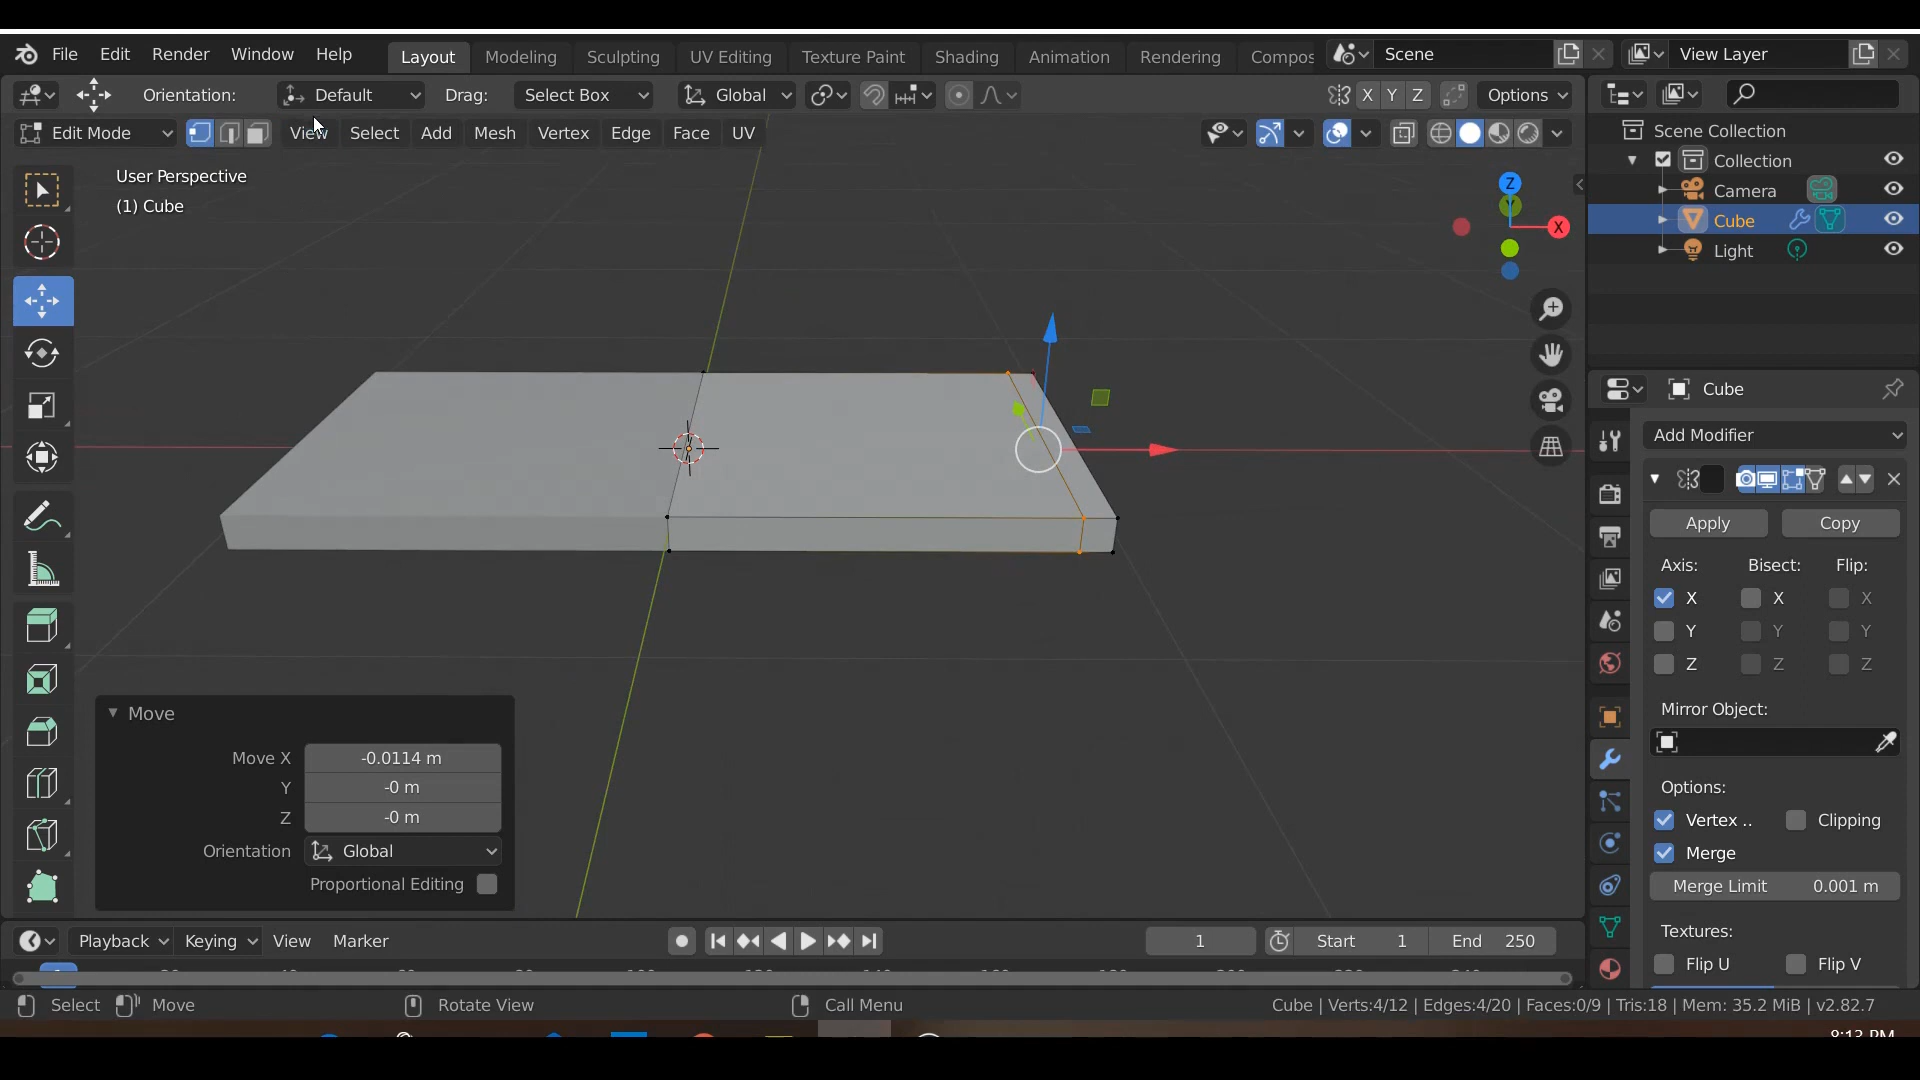 File Edit Render Window Help Layout Modeling Sculpting UV Editing Texture Paint Shading Animation Rendering Compos Scene View Layer
Orientation: Default Drag: Select Box Global X Y Z Options
Edit Mode View Select Add Mesh Vertex Edge Face UV
User Perspective
(1) Cube
Z
Y
X
Scene Collection
Collection
Camera
Cube
Light
Cube
Add Modifier
Apply Copy
Axis: Bisect: Flip:
X X X
Y Y Y
Z Z Z
Mirror Object:
Options:
Vertex .. Clipping
Merge
Merge Limit 0.001 m
Textures:
Flip U Flip V
Move
Move X -0.0114 m
Y -0 m
Z -0 m
Orientation Global
Proportional Editing
Playback Keying View Marker 1 Start 1 End 250
Select Move Rotate View Call Menu Cube | Verts:4/12 | Edges:4/20 | Faces:0/9 | Tris:18 | Mem: 35.2 MiB | v2.82.7
8:13 PM